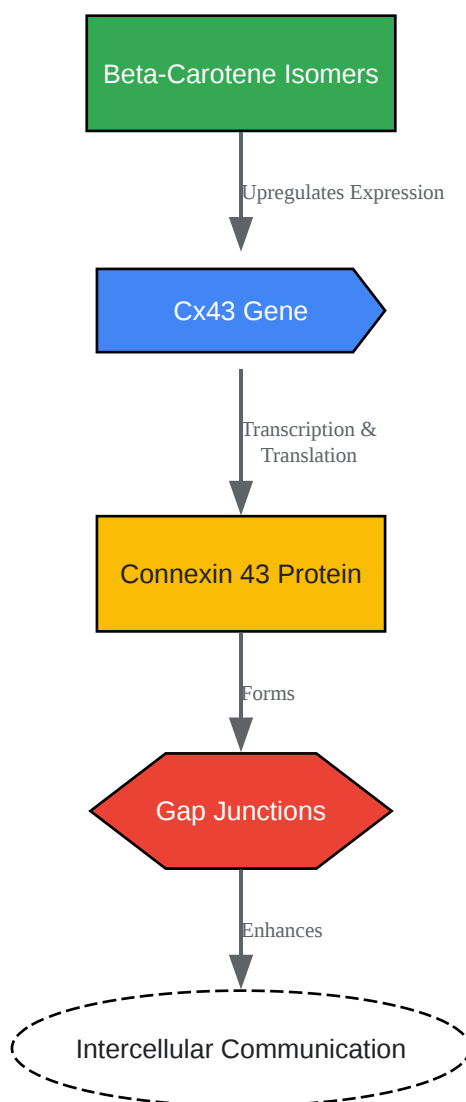 Beta-Carotene Isomers
Upregulates Expression
Cx43 Gene
Transcription &
Translation
Connexin 43 Protein
Forms
Gap Junctions
Enhances
Intercellular Communication